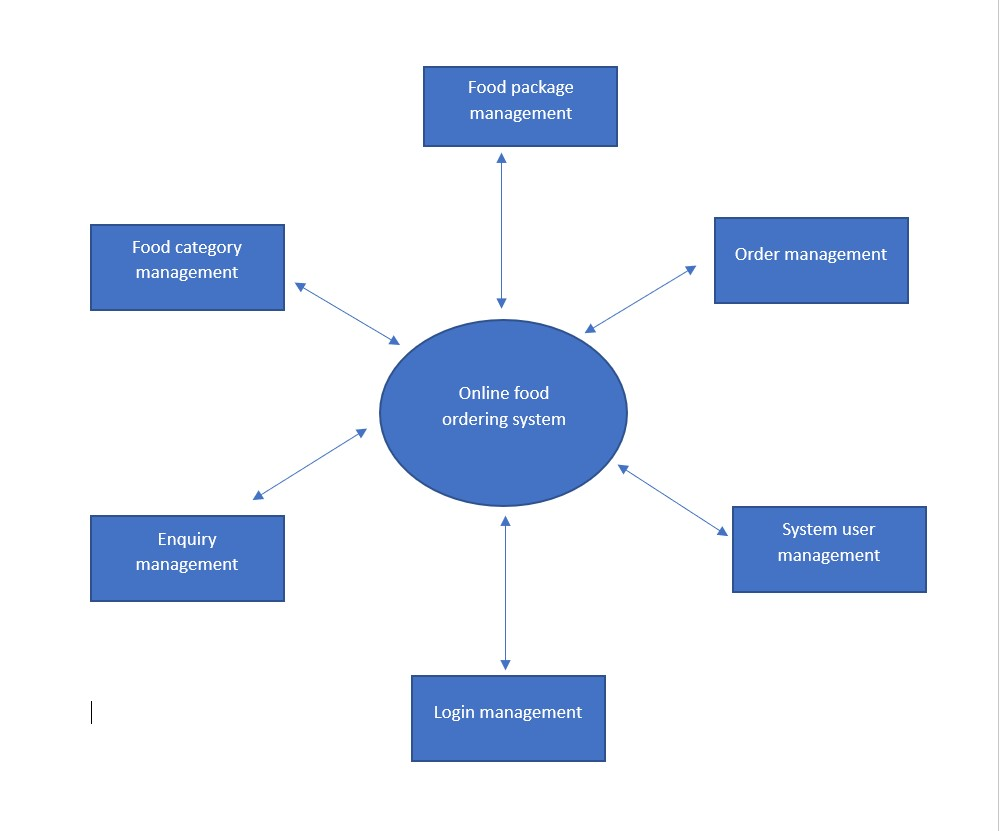 Food package
management
Food category
management
Order management
Online food
ordering system
Enquiry
management
System user
management
Login management